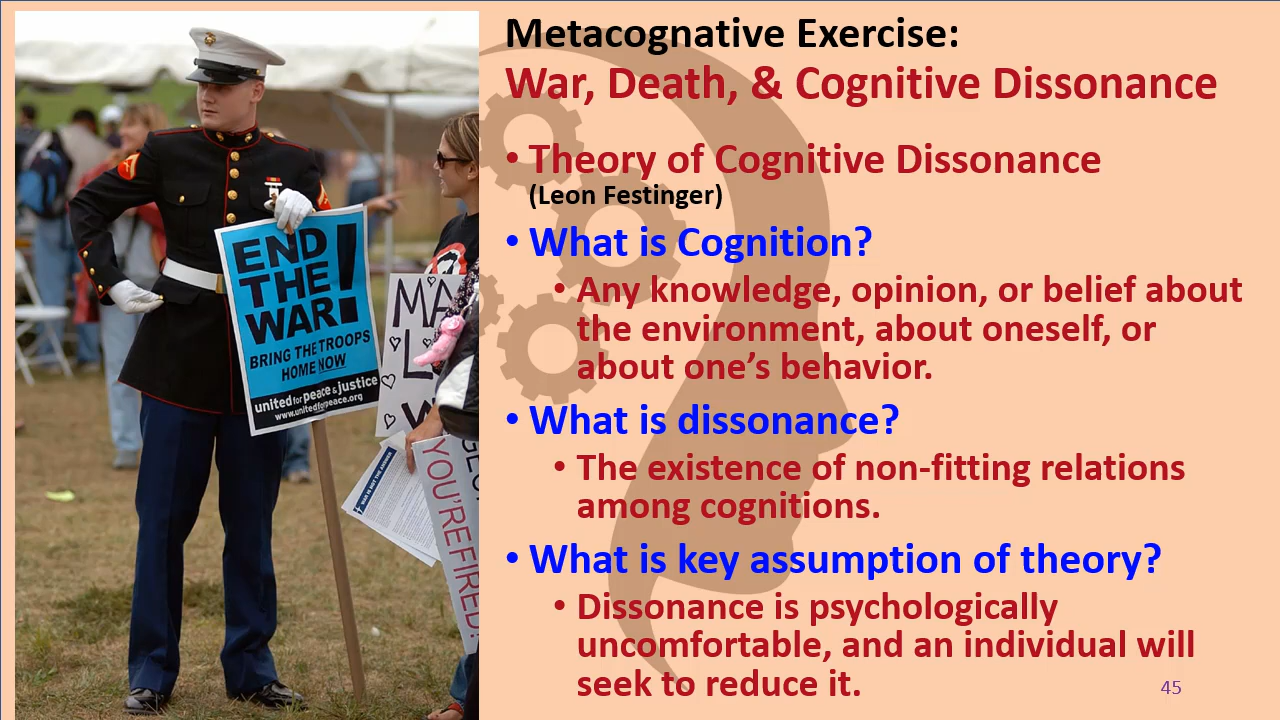 Metacognative Exercise:
War, Death, & Cognitive Dissonance
• Theory of Cognitive Dissonance
(Leon Festinger)
• What is Cognition?
• Any knowledge, opinion, or belief about
the environment, about oneself, or
about one’s behavior.
• What is dissonance?
• The existence of non-fitting relations
among cognitions.
• What is key assumption of theory?
• Dissonance is psychologically
uncomfortable, and an individual will
seek to reduce it.
45
END
THE
WAR!
BRING THE TROOPS
HOME NOW
united for peace & justice
www.unitedforpeace.org
MA
L
W
YOU'RE FIRED!